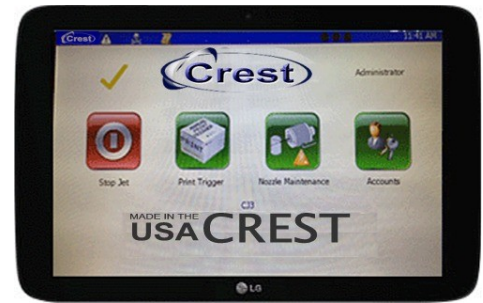 Crest
11:41 AM
Crest
Administrator
PRINT
Stop Jet
Print Trigger
Nozzle Maintenance
Accounts
CJ3
MADE IN THE
USA CREST
LG